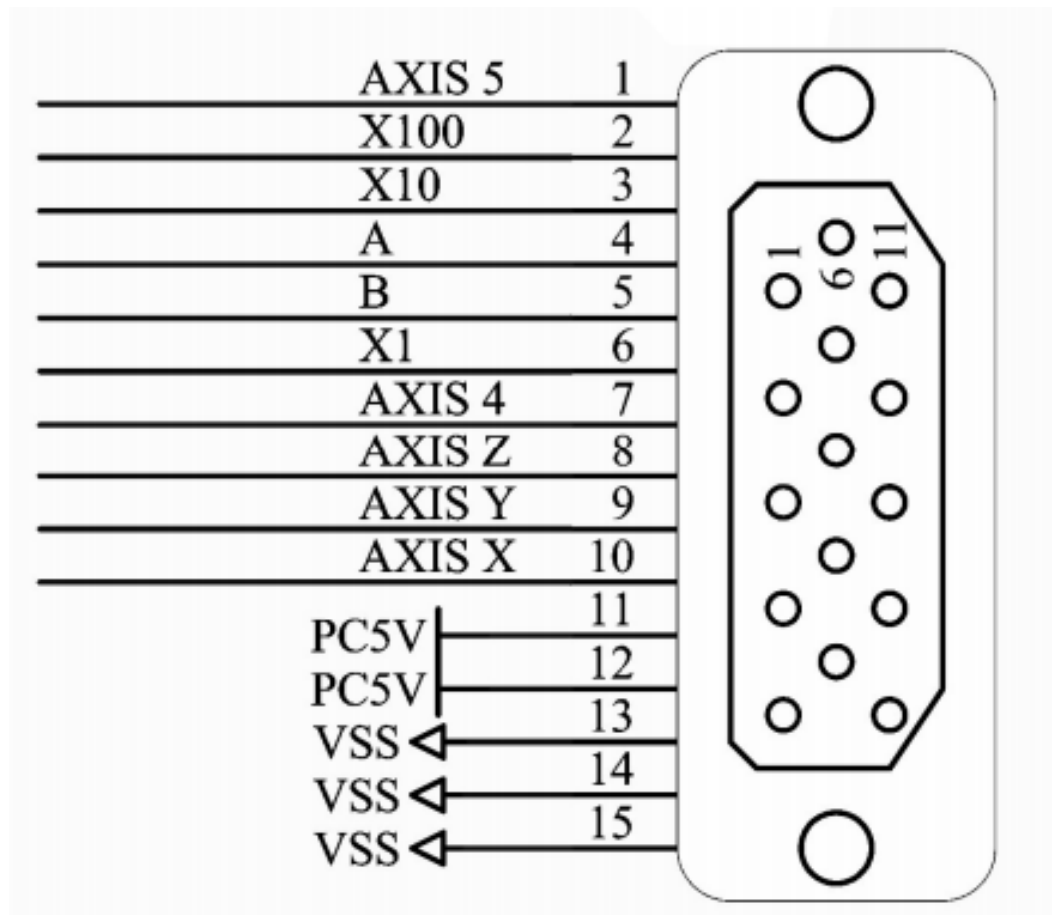 AXIS 5 1
X100 2
X10 3
A 4
B 5
X1 6
AXIS 4 7
AXIS Z 8
AXIS Y 9
AXIS X 10
PC5V 11
PC5V 12
VSS 13
VSS 14
VSS 15
1 6 11